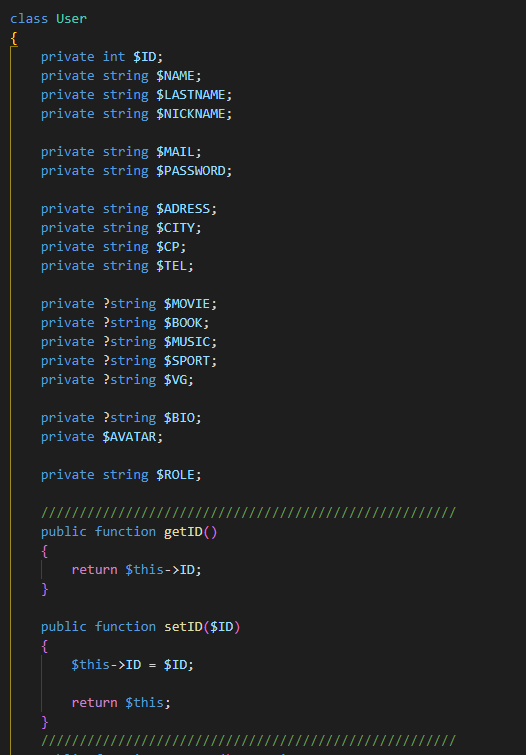 class User
{
private int $ID;
private string $NAME;
private string $LASTNAME;
private string $NICKNAME;
private string $MAIL;
private string $PASSWORD;
private string $ADRESS;
private string $CITY;
private string $CP;
private string $TEL;
private ?string $MOVIE;
private ?string $BOOK;
private ?string $MUSIC;
private ?string $SPORT;
private ?string $VG;
private ?string $BIO;
private $AVATAR;
private string $ROLE;
//////////////////////////////////////////////////////
public function getID()
{
return $this->ID;
}
public function setID($ID)
{
$this->ID = $ID;
return $this;
}
//////////////////////////////////////////////////////